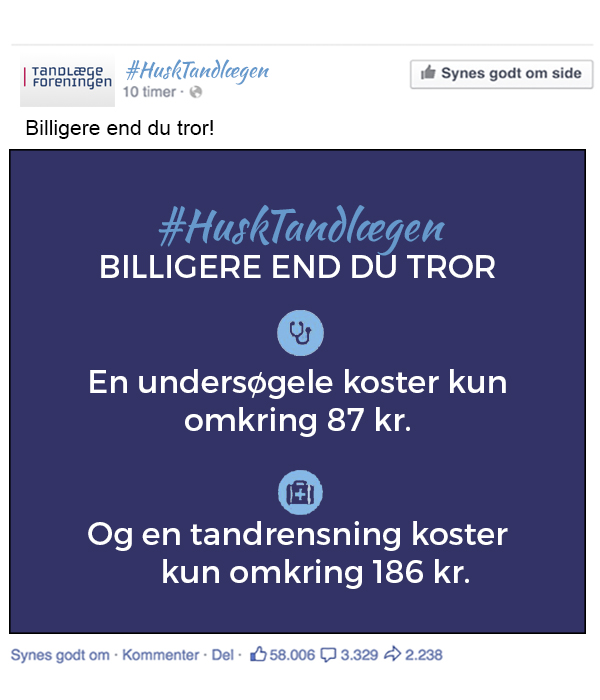 TANDLÆGE
FORENINGEN
#HuskTandlægen
10 timer ·
Synes godt om side
Billigere end du tror!
#HuskTandlægen
BILLIGERE END DU TROR
En undersøgele koster kun
omkring 87 kr.
Og en tandrensning koster
kun omkring 186 kr.
Synes godt om · Kommenter · Del · 58.006 3.329 2.238